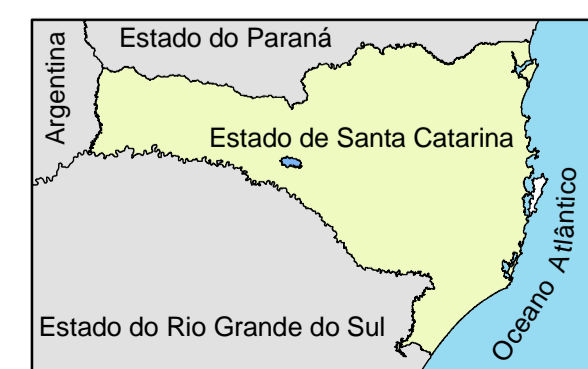 Estado do Paraná
Argentina
Estado de Santa Catarina
Oceano Atlântico
Estado do Rio Grande do Sul